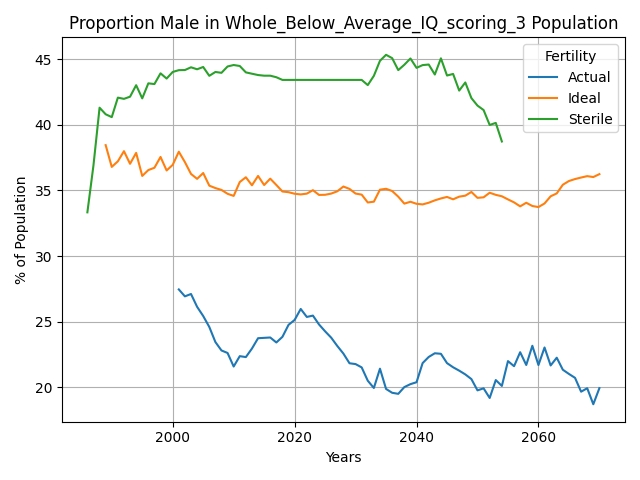 Proportion Male in Whole_Below_Average_IQ_scoring_3 Population
Fertility
Actual
Ideal
Sterile
% of Population
45
40
35
30
25
20
2000 2020 2040 2060
Years